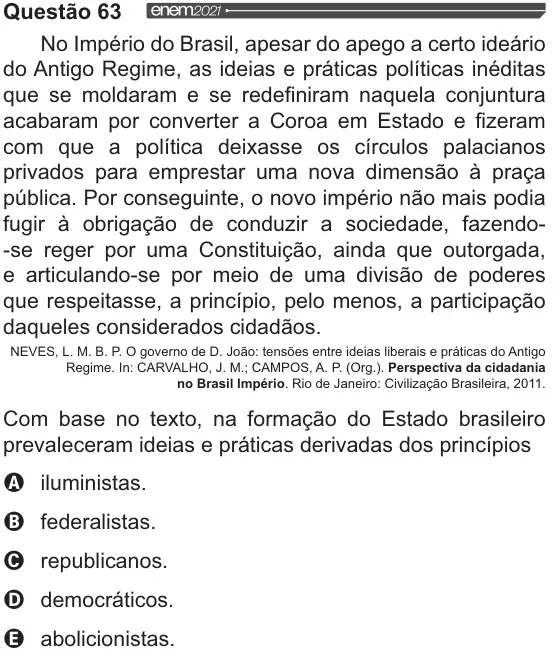 Questão 63 enem2021
No Império do Brasil, apesar do apego a certo ideário
do Antigo Regime, as ideias e práticas políticas inéditas
que se moldaram e se redefiniram naquela conjuntura
acabaram por converter a Coroa em Estado e fizeram
com que a política deixasse os círculos palacianos
privados para emprestar uma nova dimensão à praça
pública. Por conseguinte, o novo império não mais podia
fugir à obrigação de conduzir a sociedade, fazendo-
-se reger por uma Constituição, ainda que outorgada,
e articulando-se por meio de uma divisão de poderes
que respeitasse, a princípio, pelo menos, a participação
daqueles considerados cidadãos.
NEVES, L. M. B. P. O governo de D. João: tensões entre ideias liberais e práticas do Antigo
Regime. In: CARVALHO, J. M.; CAMPOS, A. P. (Org.). Perspectiva da cidadania
no Brasil Império. Rio de Janeiro: Civilização Brasileira, 2011.
Com base no texto, na formação do Estado brasileiro
prevaleceram ideias e práticas derivadas dos princípios
A iluministas.
B federalistas.
C republicanos.
D democráticos.
E abolicionistas.